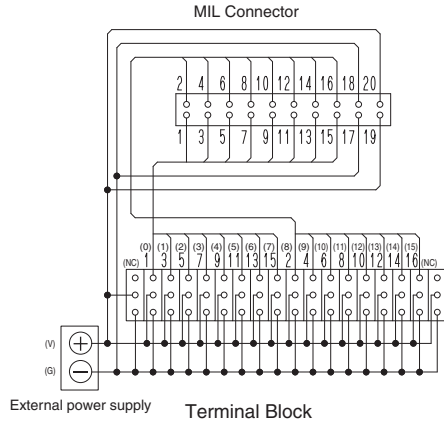 MIL Connector
2 4 6 8 10 12 14 16 18 20
1 3 5 7 9 11 13 15 17 19
(0) (1) (2) (3) (4) (5) (6) (7) (8) (9) (10) (11) (12) (13) (14) (15)
(NC) 1 3 5 7 9 11 13 15 2 4 6 8 10 12 14 16 (NC)
(V)
(G)
External power supply
Terminal Block